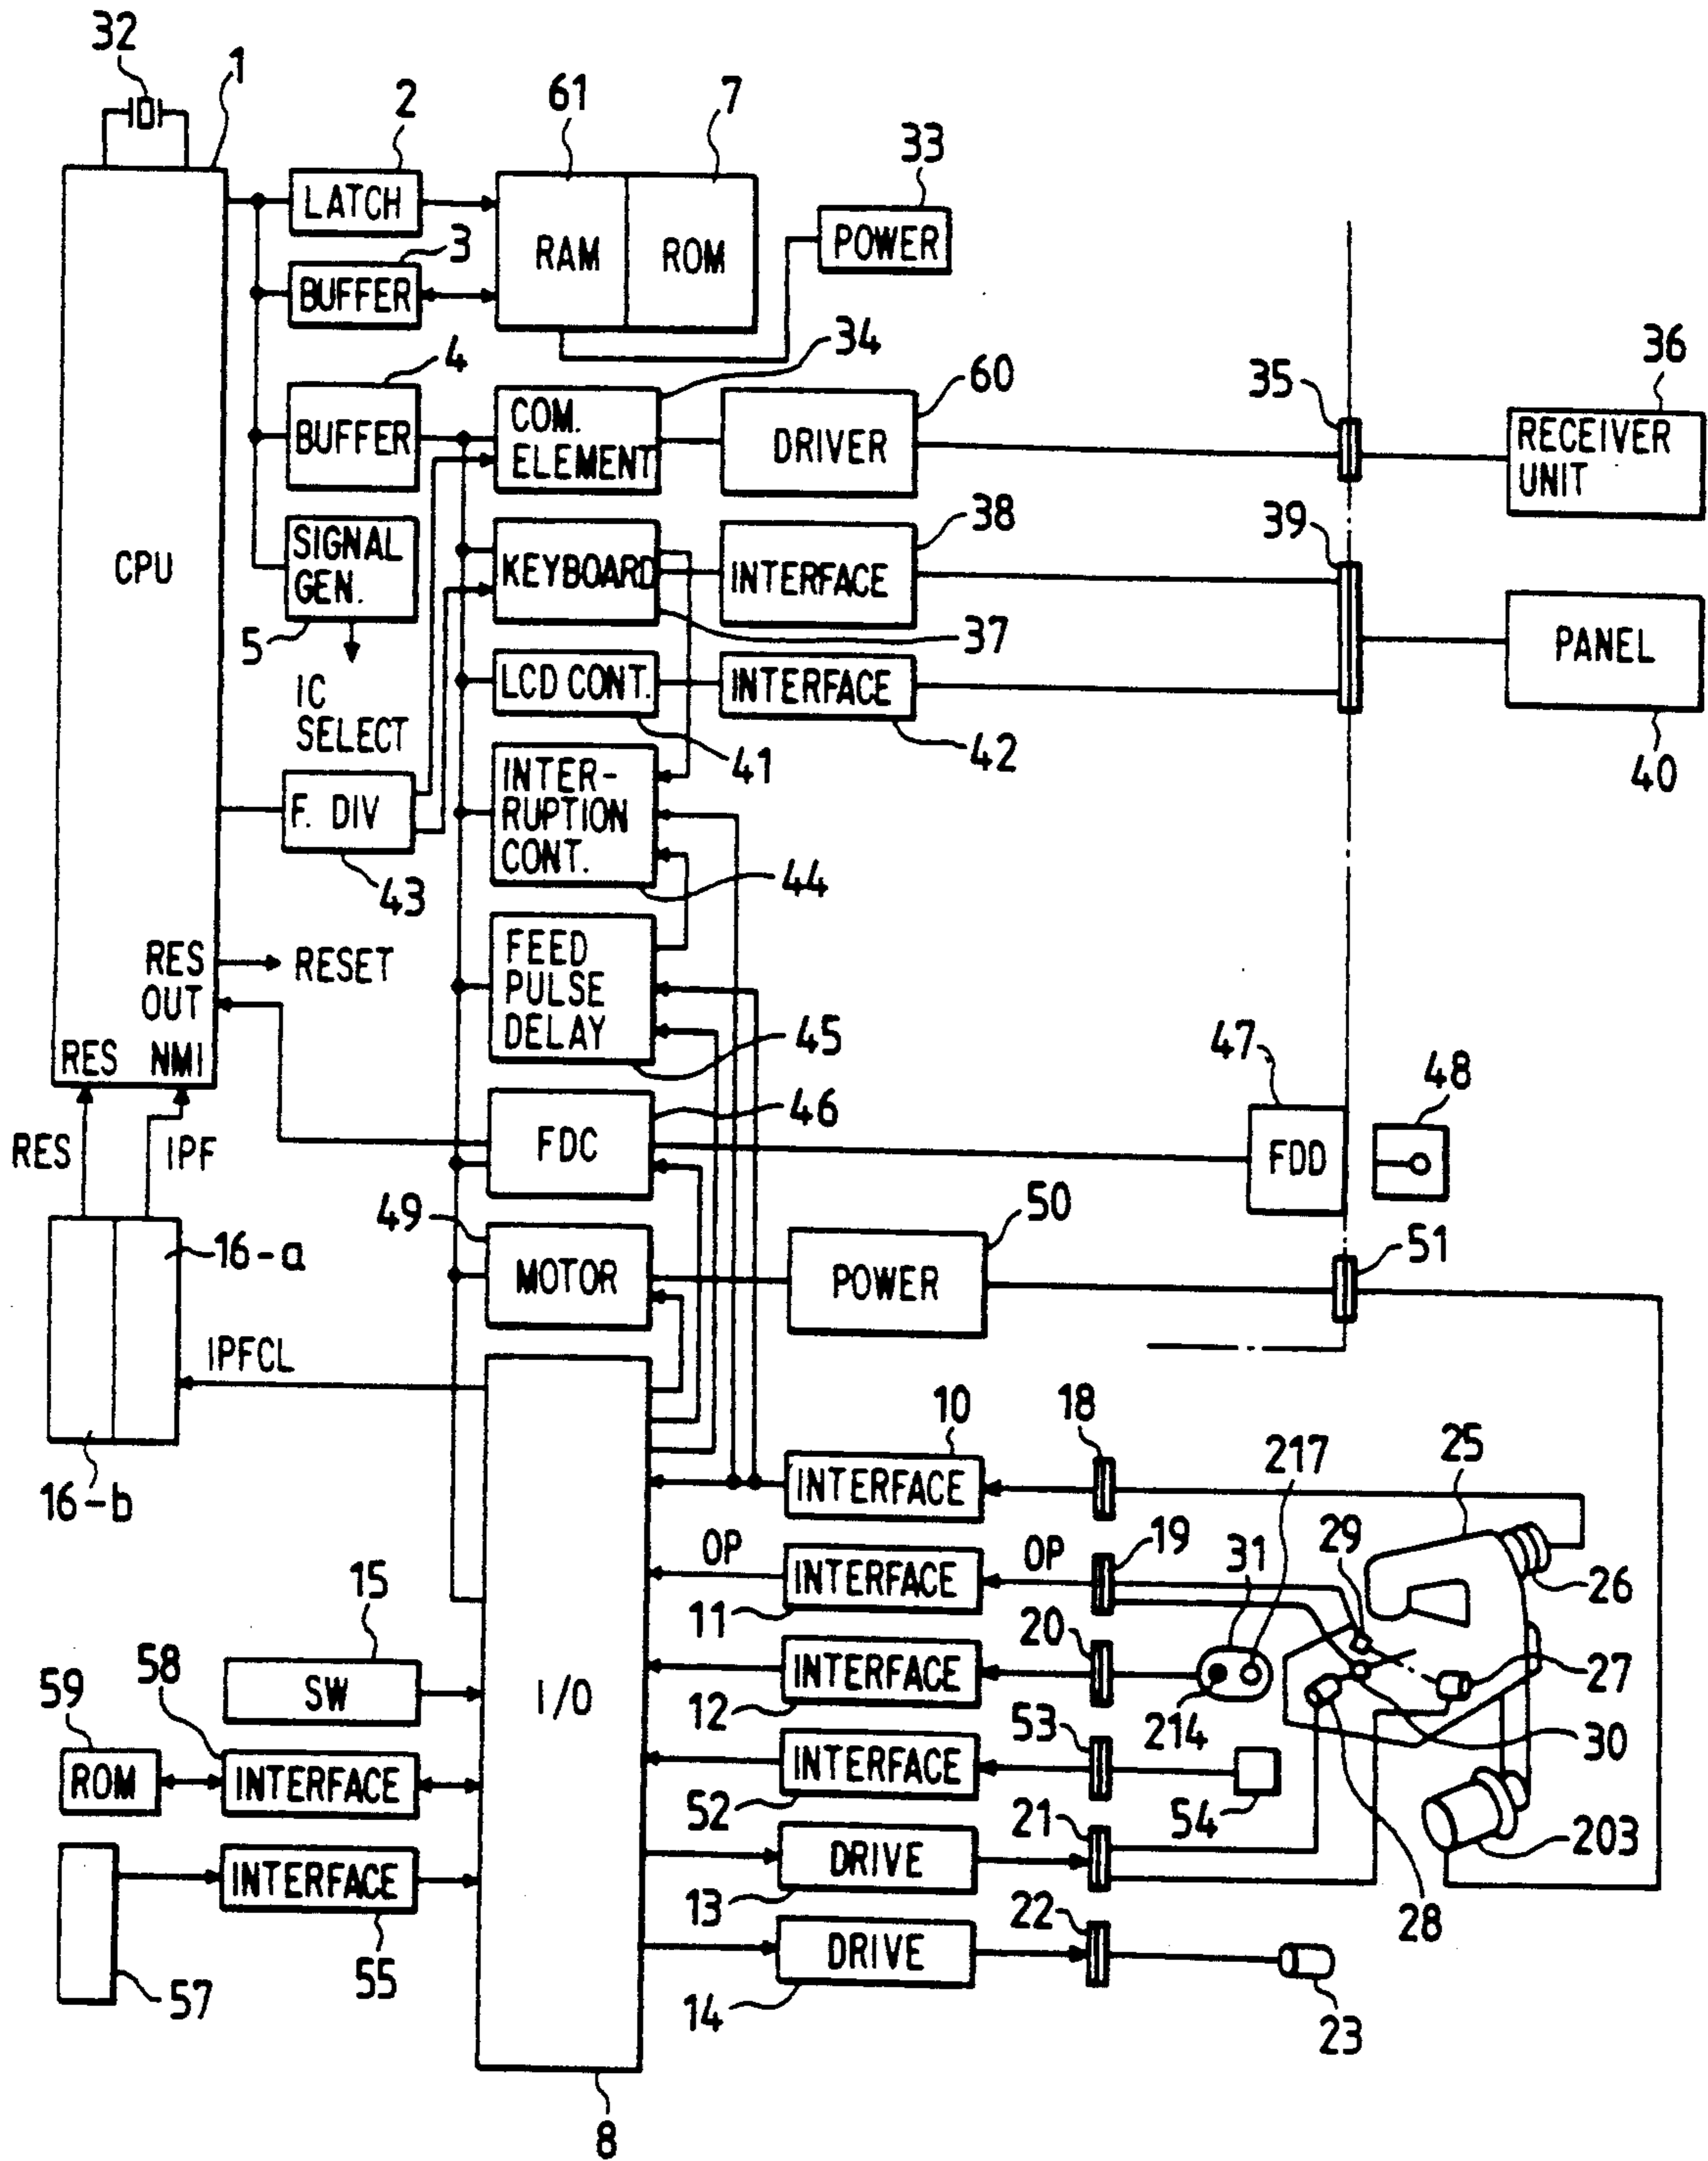 32
1
2
61
7
33
LATCH
3
RAM
ROM
POWER
BUFFER
34
4
60
35
36
BUFFER
COM.
ELEMENT
DRIVER
RECEIVER
UNIT
CPU
SIGNAL
GEN.
5
KEYBOARD
38
INTERFACE
39
37
PANEL
40
IC
SELECT
LCD CONT.
41
INTERFACE
42
F. DIV
43
INTER-
RUPTION
CONT.
44
RES
OUT
RESET
FEED
PULSE
DELAY
45
RES
NMI
47
48
FDC
46
FDD
RES
IPF
49
50
51
16-a
MOTOR
POWER
IPFCL
16-b
10
18
217
25
INTERFACE
OP
OP
19
31
29
26
INTERFACE
11
15
20
SW
INTERFACE
12
214
27
30
59
58
I/O
53
ROM
INTERFACE
INTERFACE
52
54
21
203
INTERFACE
DRIVE
13
28
55
57
22
DRIVE
14
23
8